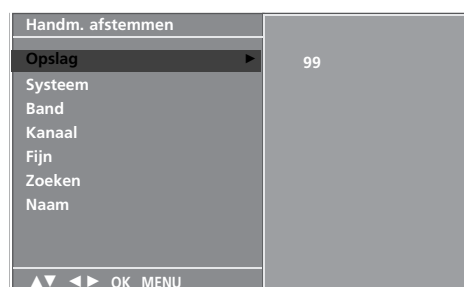 Handm. afstemmen
Opslag ► 99
Systeem
Band
Kanaal
Fijn
Zoeken
Naam
▲▼ ◄► OK MENU